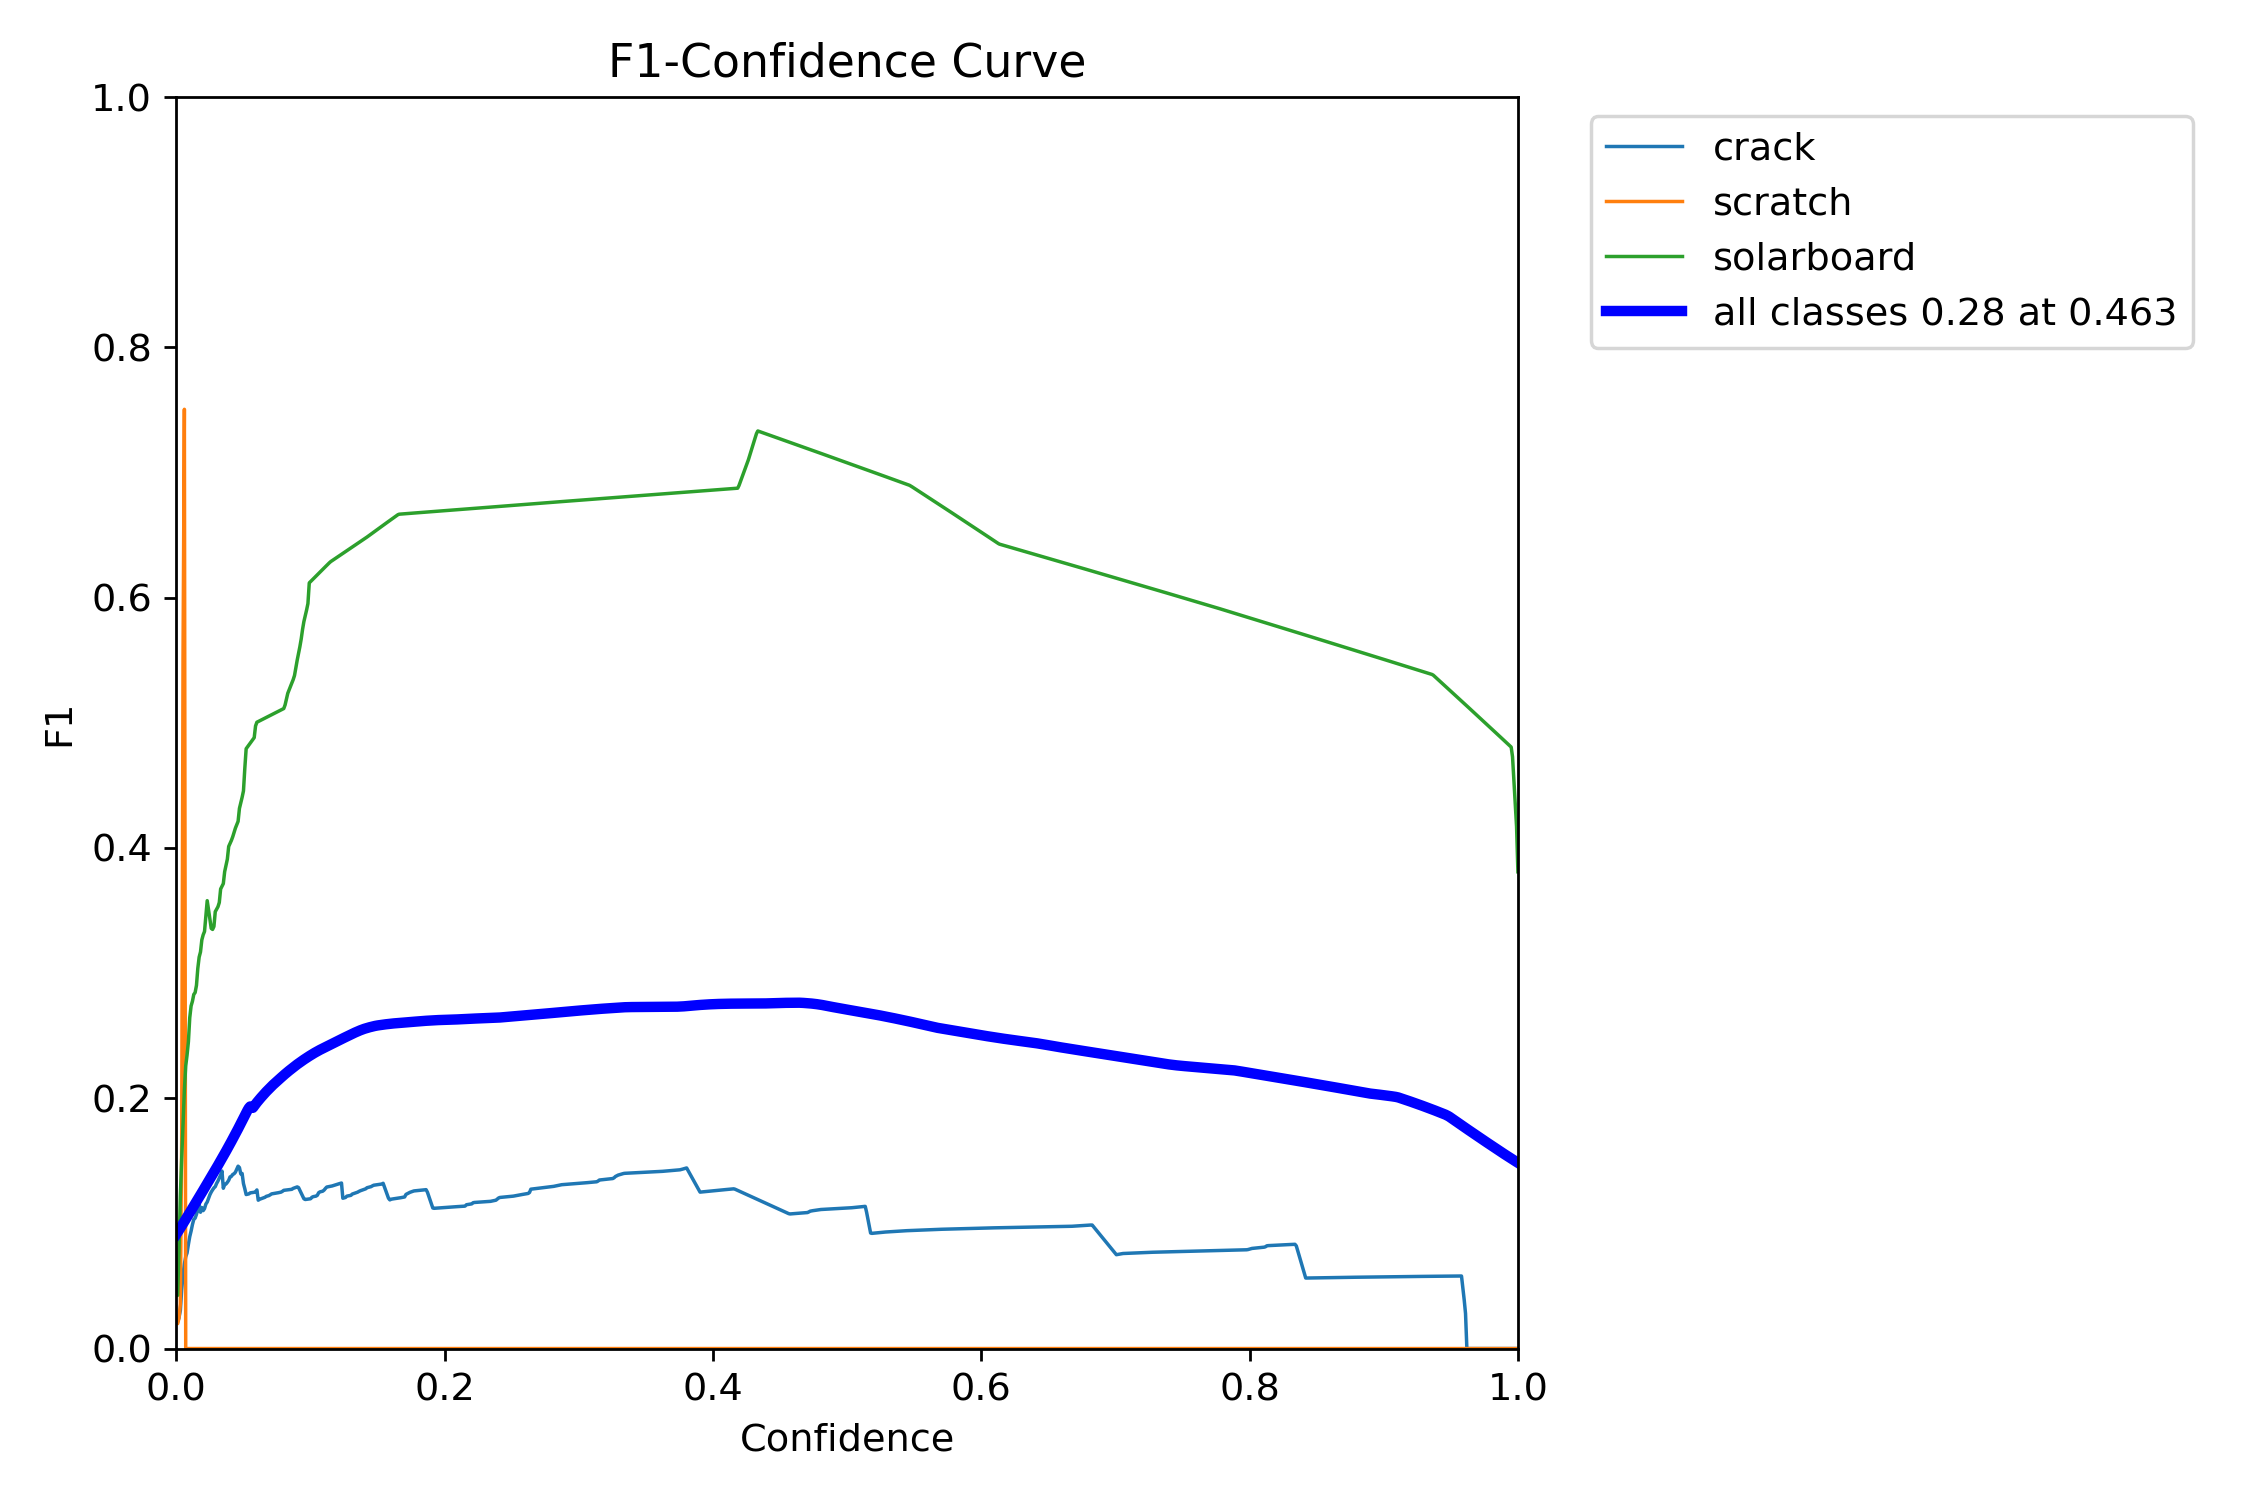 F1-Confidence Curve
1.0
0.8
0.6
0.4
0.2
0.0
F1
0.0 0.2 0.4 0.6 0.8 1.0
Confidence
crack
scratch
solarboard
all classes 0.28 at 0.463